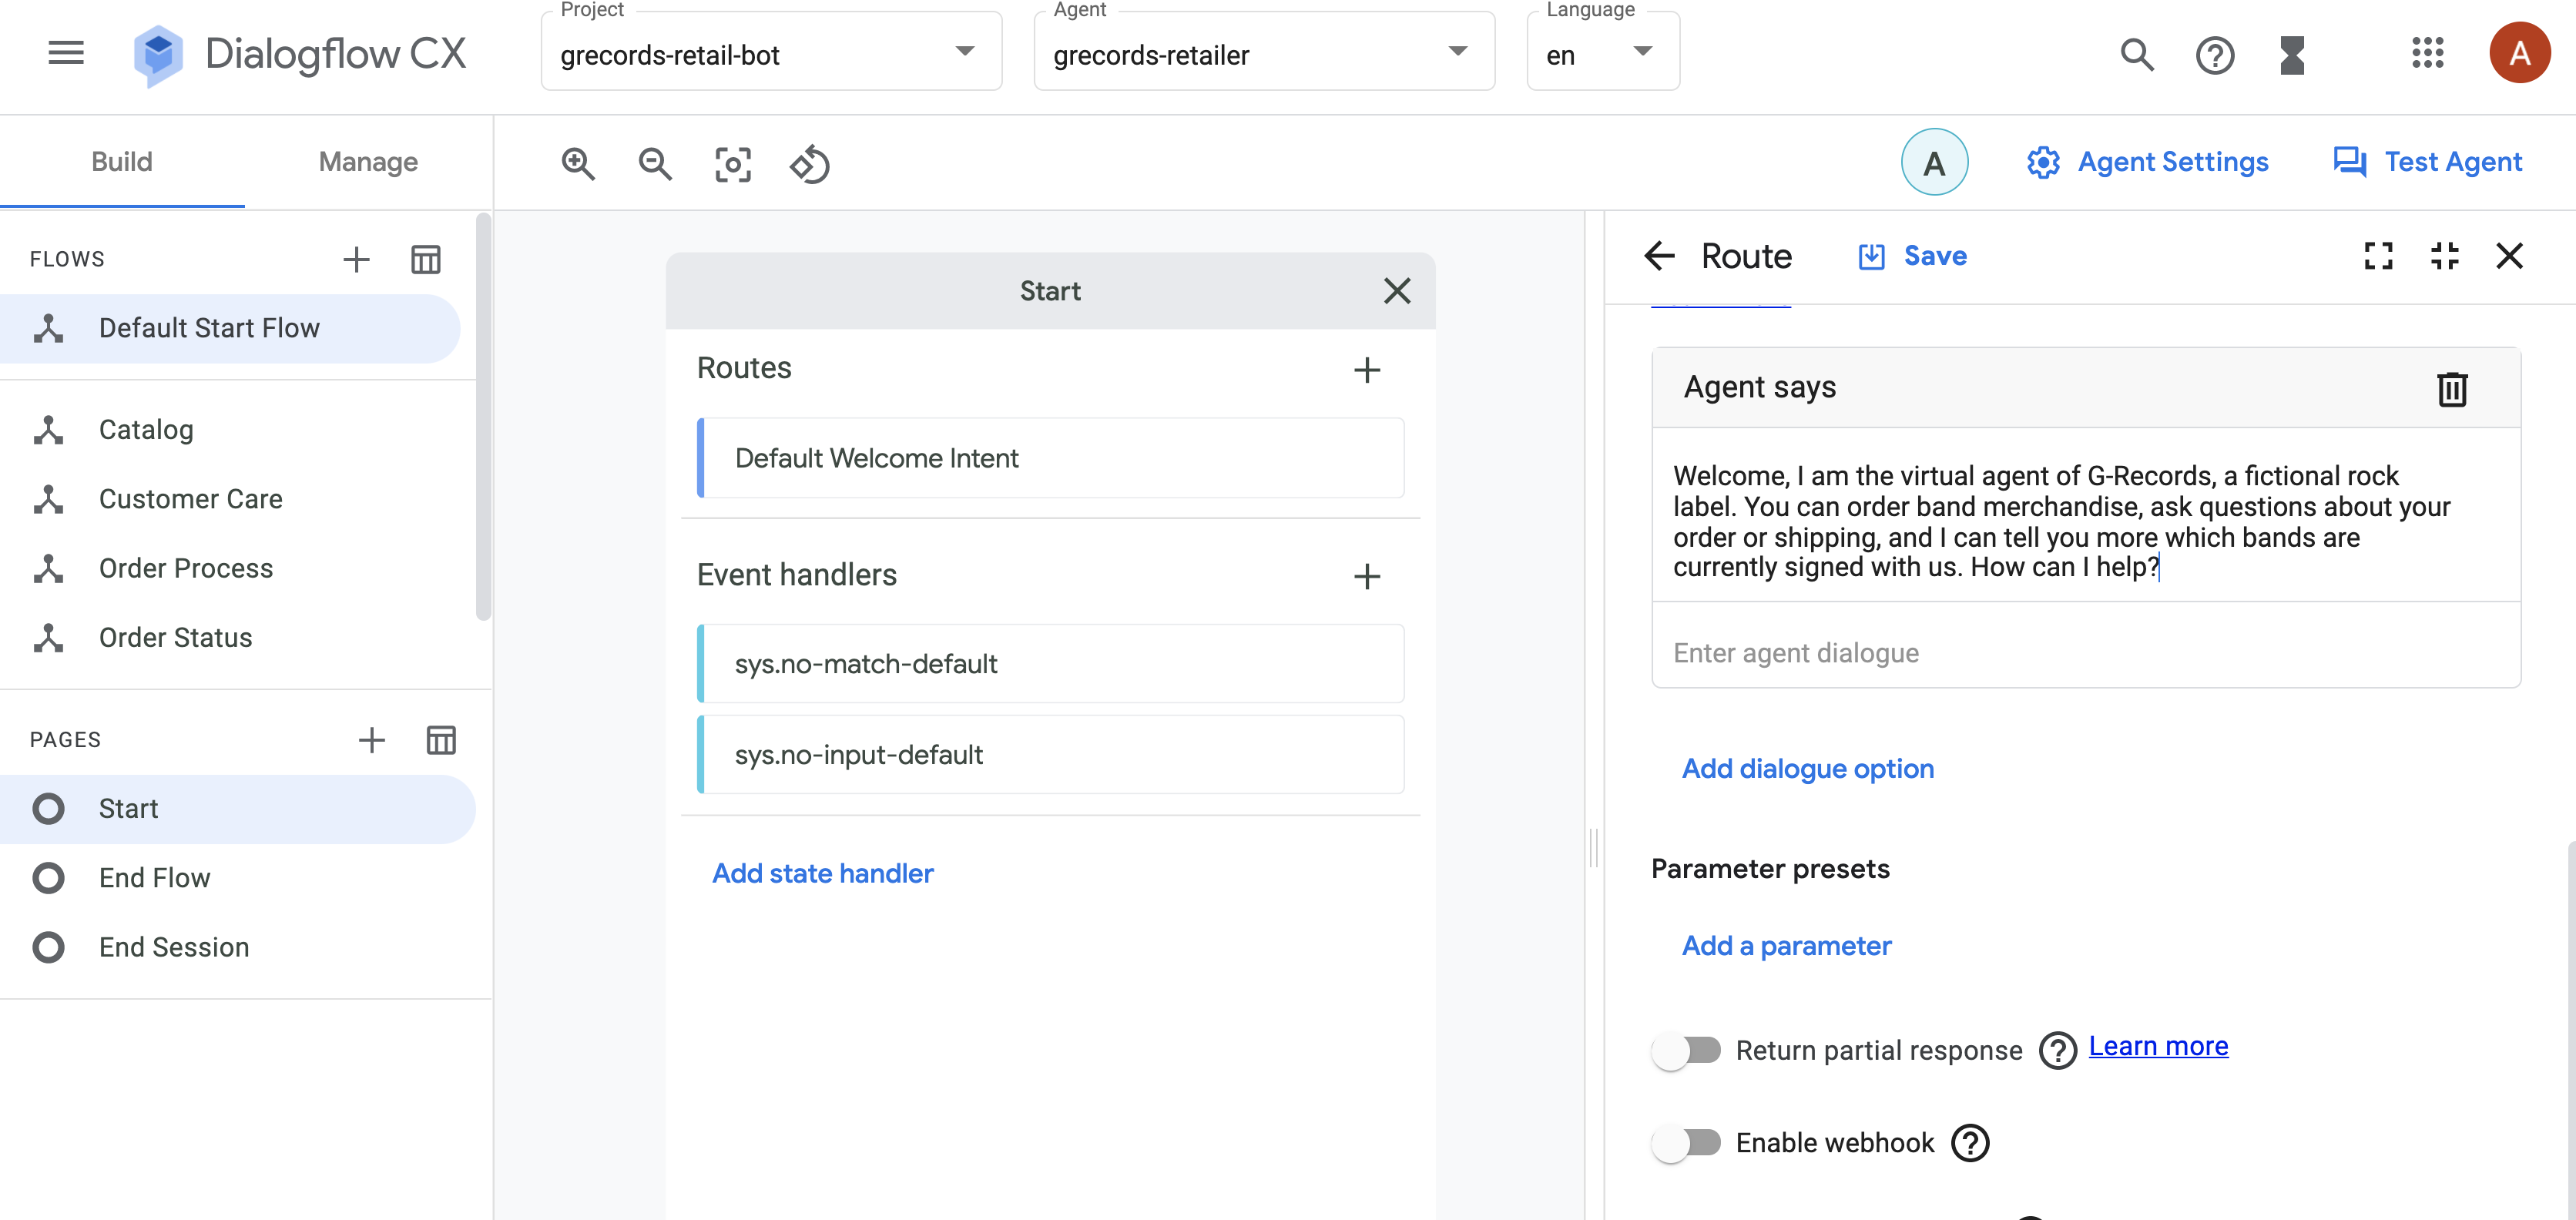 Project
Agent
Language
Dialogflow CX
grecords-retail-bot
grecords-retailer
en
A
Build
Manage
A
Agent Settings
Test Agent
FLOWS
Default Start Flow
Catalog
Customer Care
Order Process
Order Status
PAGES
Start
End Flow
End Session
Start
Routes
Default Welcome Intent
Event handlers
sys.no-match-default
sys.no-input-default
Add state handler
Route
Save
Agent says
Welcome, I am the virtual agent of G-Records, a fictional rock
label. You can order band merchandise, ask questions about your
order or shipping, and I can tell you more which bands are
currently signed with us. How can I help?
Enter agent dialogue
Add dialogue option
Parameter presets
Add a parameter
Return partial response
Learn more
Enable webhook